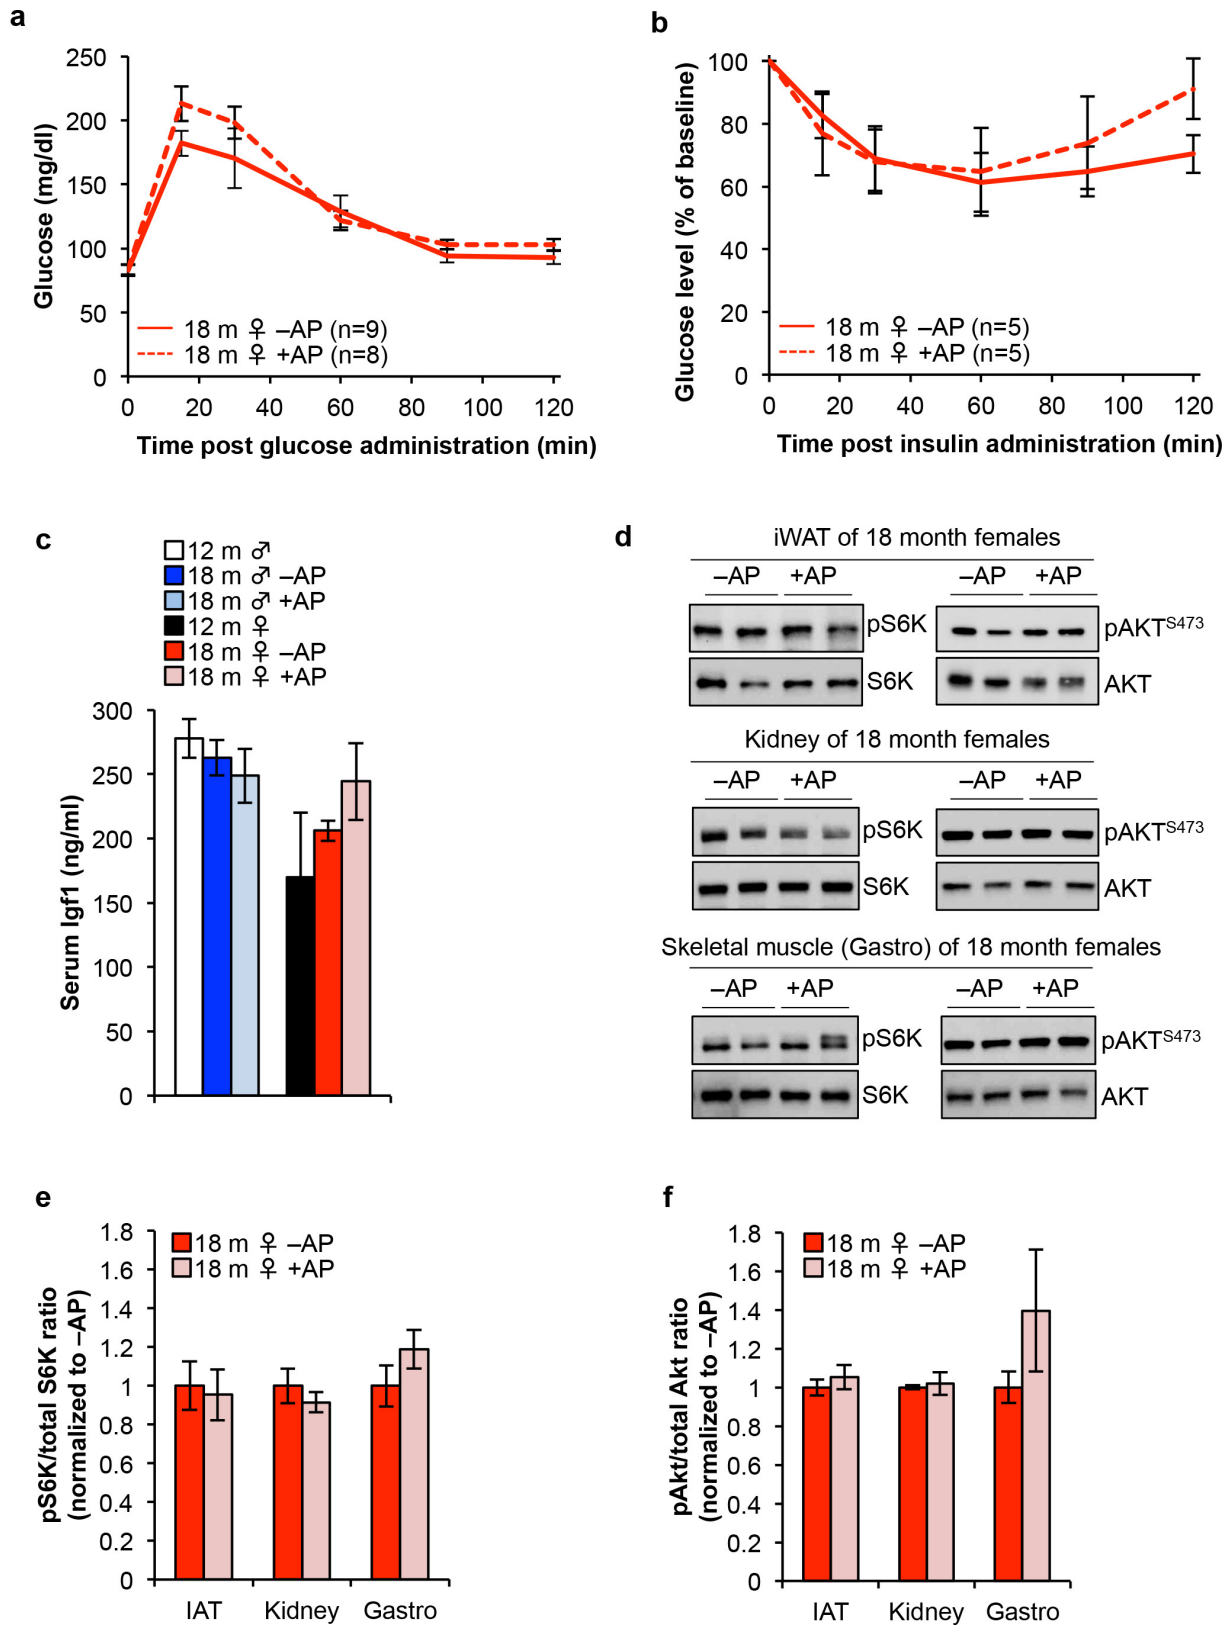 a
250
200
150
100
50
0
Glucose (mg/dl)
18 m ♀ –AP (n=9)
18 m ♀ +AP (n=8)
0 20 40 60 80 100 120
Time post glucose administration (min)
b
100
80
60
40
20
0
Glucose level (% of baseline)
18 m ♀ –AP (n=5)
18 m ♀ +AP (n=5)
0 20 40 60 80 100 120
Time post insulin administration (min)
c
12 m ♂
18 m ♂ –AP
18 m ♂ +AP
12 m ♀
18 m ♀ –AP
18 m ♀ +AP
300
250
200
150
100
50
0
Serum Igf1 (ng/ml)
d
iWAT of 18 month females
–AP +AP –AP +AP
pS6K pAKTS473
S6K AKT
Kidney of 18 month females
–AP +AP –AP +AP
pS6K pAKTS473
S6K AKT
Skeletal muscle (Gastro) of 18 month females
–AP +AP –AP +AP
pS6K pAKTS473
S6K AKT
e
1.8
1.6
1.4
1.2
1
0.8
0.6
0.4
0.2
0
pS6K/total S6K ratio
(normalized to –AP)
18 m ♀ –AP
18 m ♀ +AP
IAT Kidney Gastro
f
1.8
1.6
1.4
1.2
1
0.8
0.6
0.4
0.2
0
pAkt/total Akt ratio
(normalized to –AP)
18 m ♀ –AP
18 m ♀ +AP
IAT Kidney Gastro